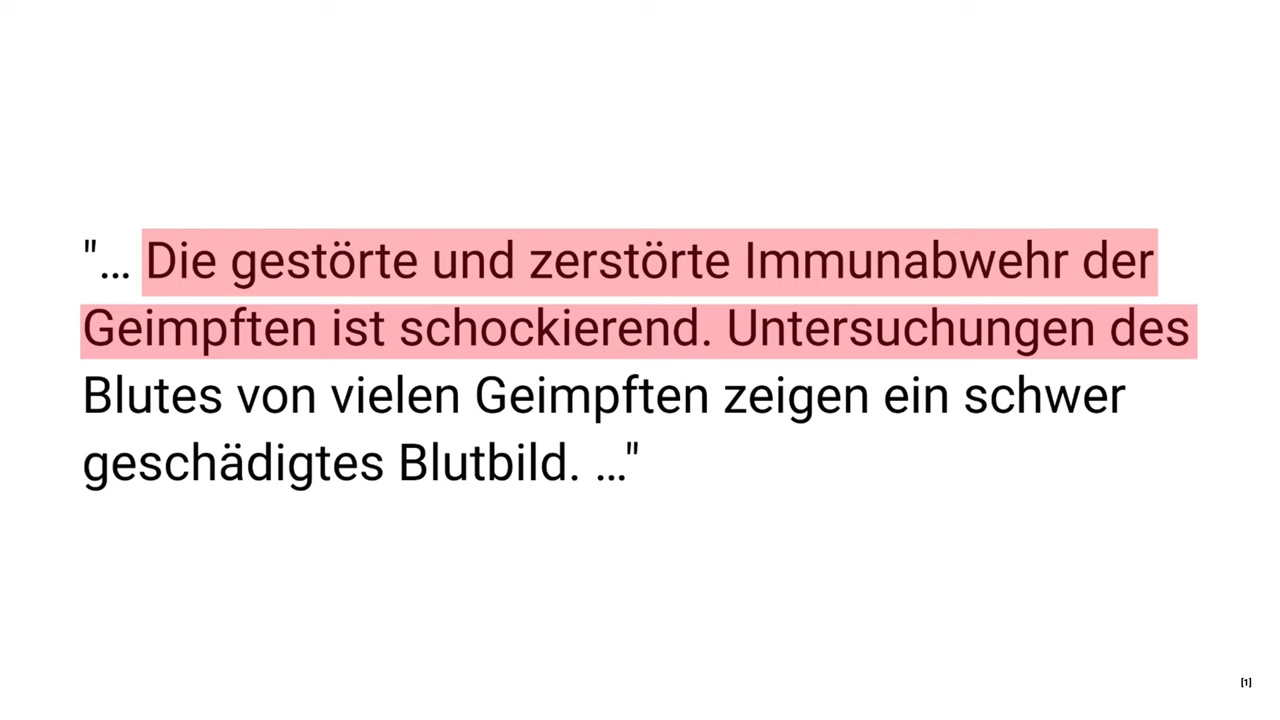 "… Die gestörte und zerstörte Immunabwehr der
Geimpften ist schockierend. Untersuchungen des
Blutes von vielen Geimpften zeigen ein schwer
geschädigtes Blutbild. …"
[1]